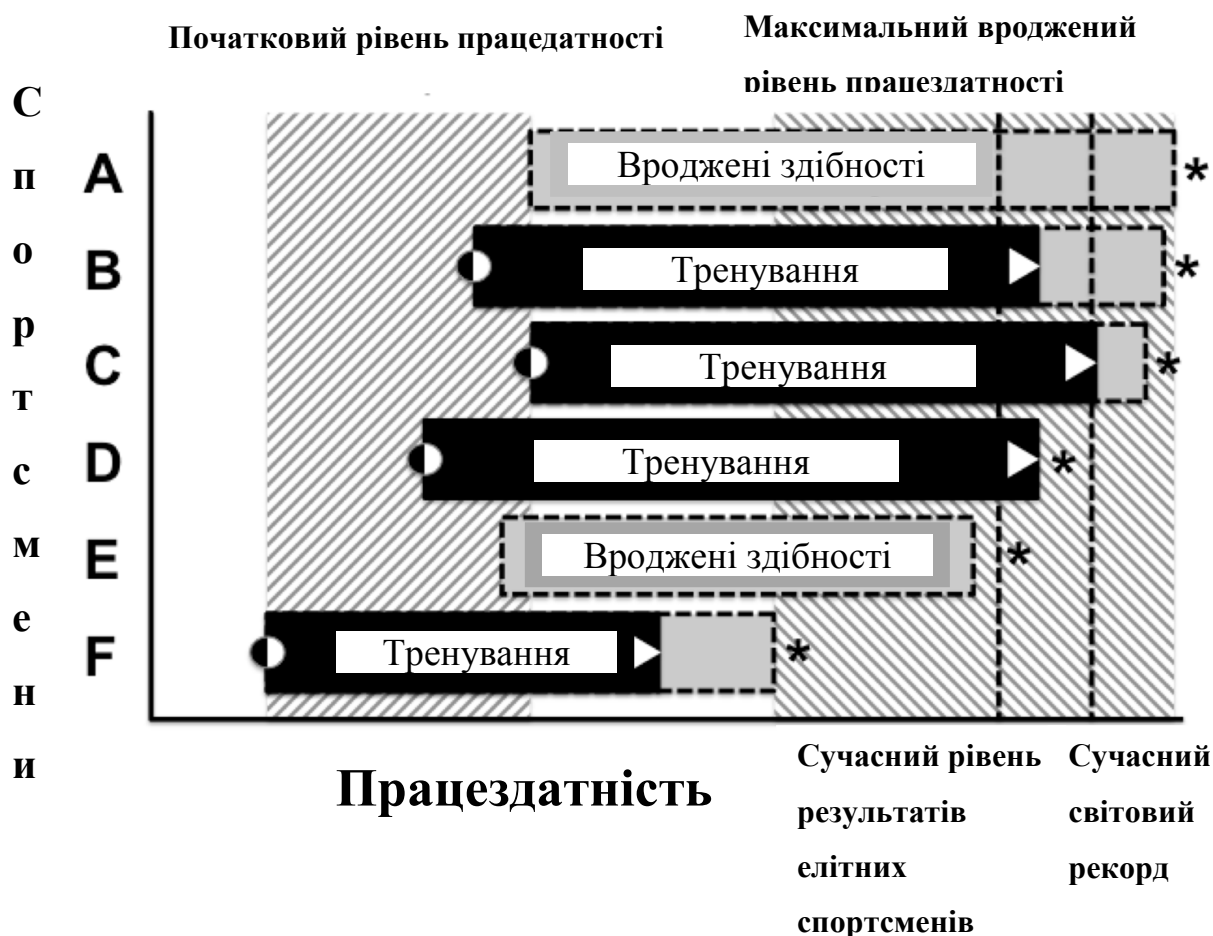 Початковий рівень працедатності
Максимальний вроджений
рівень працездатності
Спортсмени
A
Вроджені здібності
*
B
Тренування
*
C
Тренування
*
D
Тренування
*
E
Вроджені здібності
*
F
Тренування
*
Працездатність
Сучасний рівень
результатів
елітних
спортсменів
Сучасний
світовий
рекорд